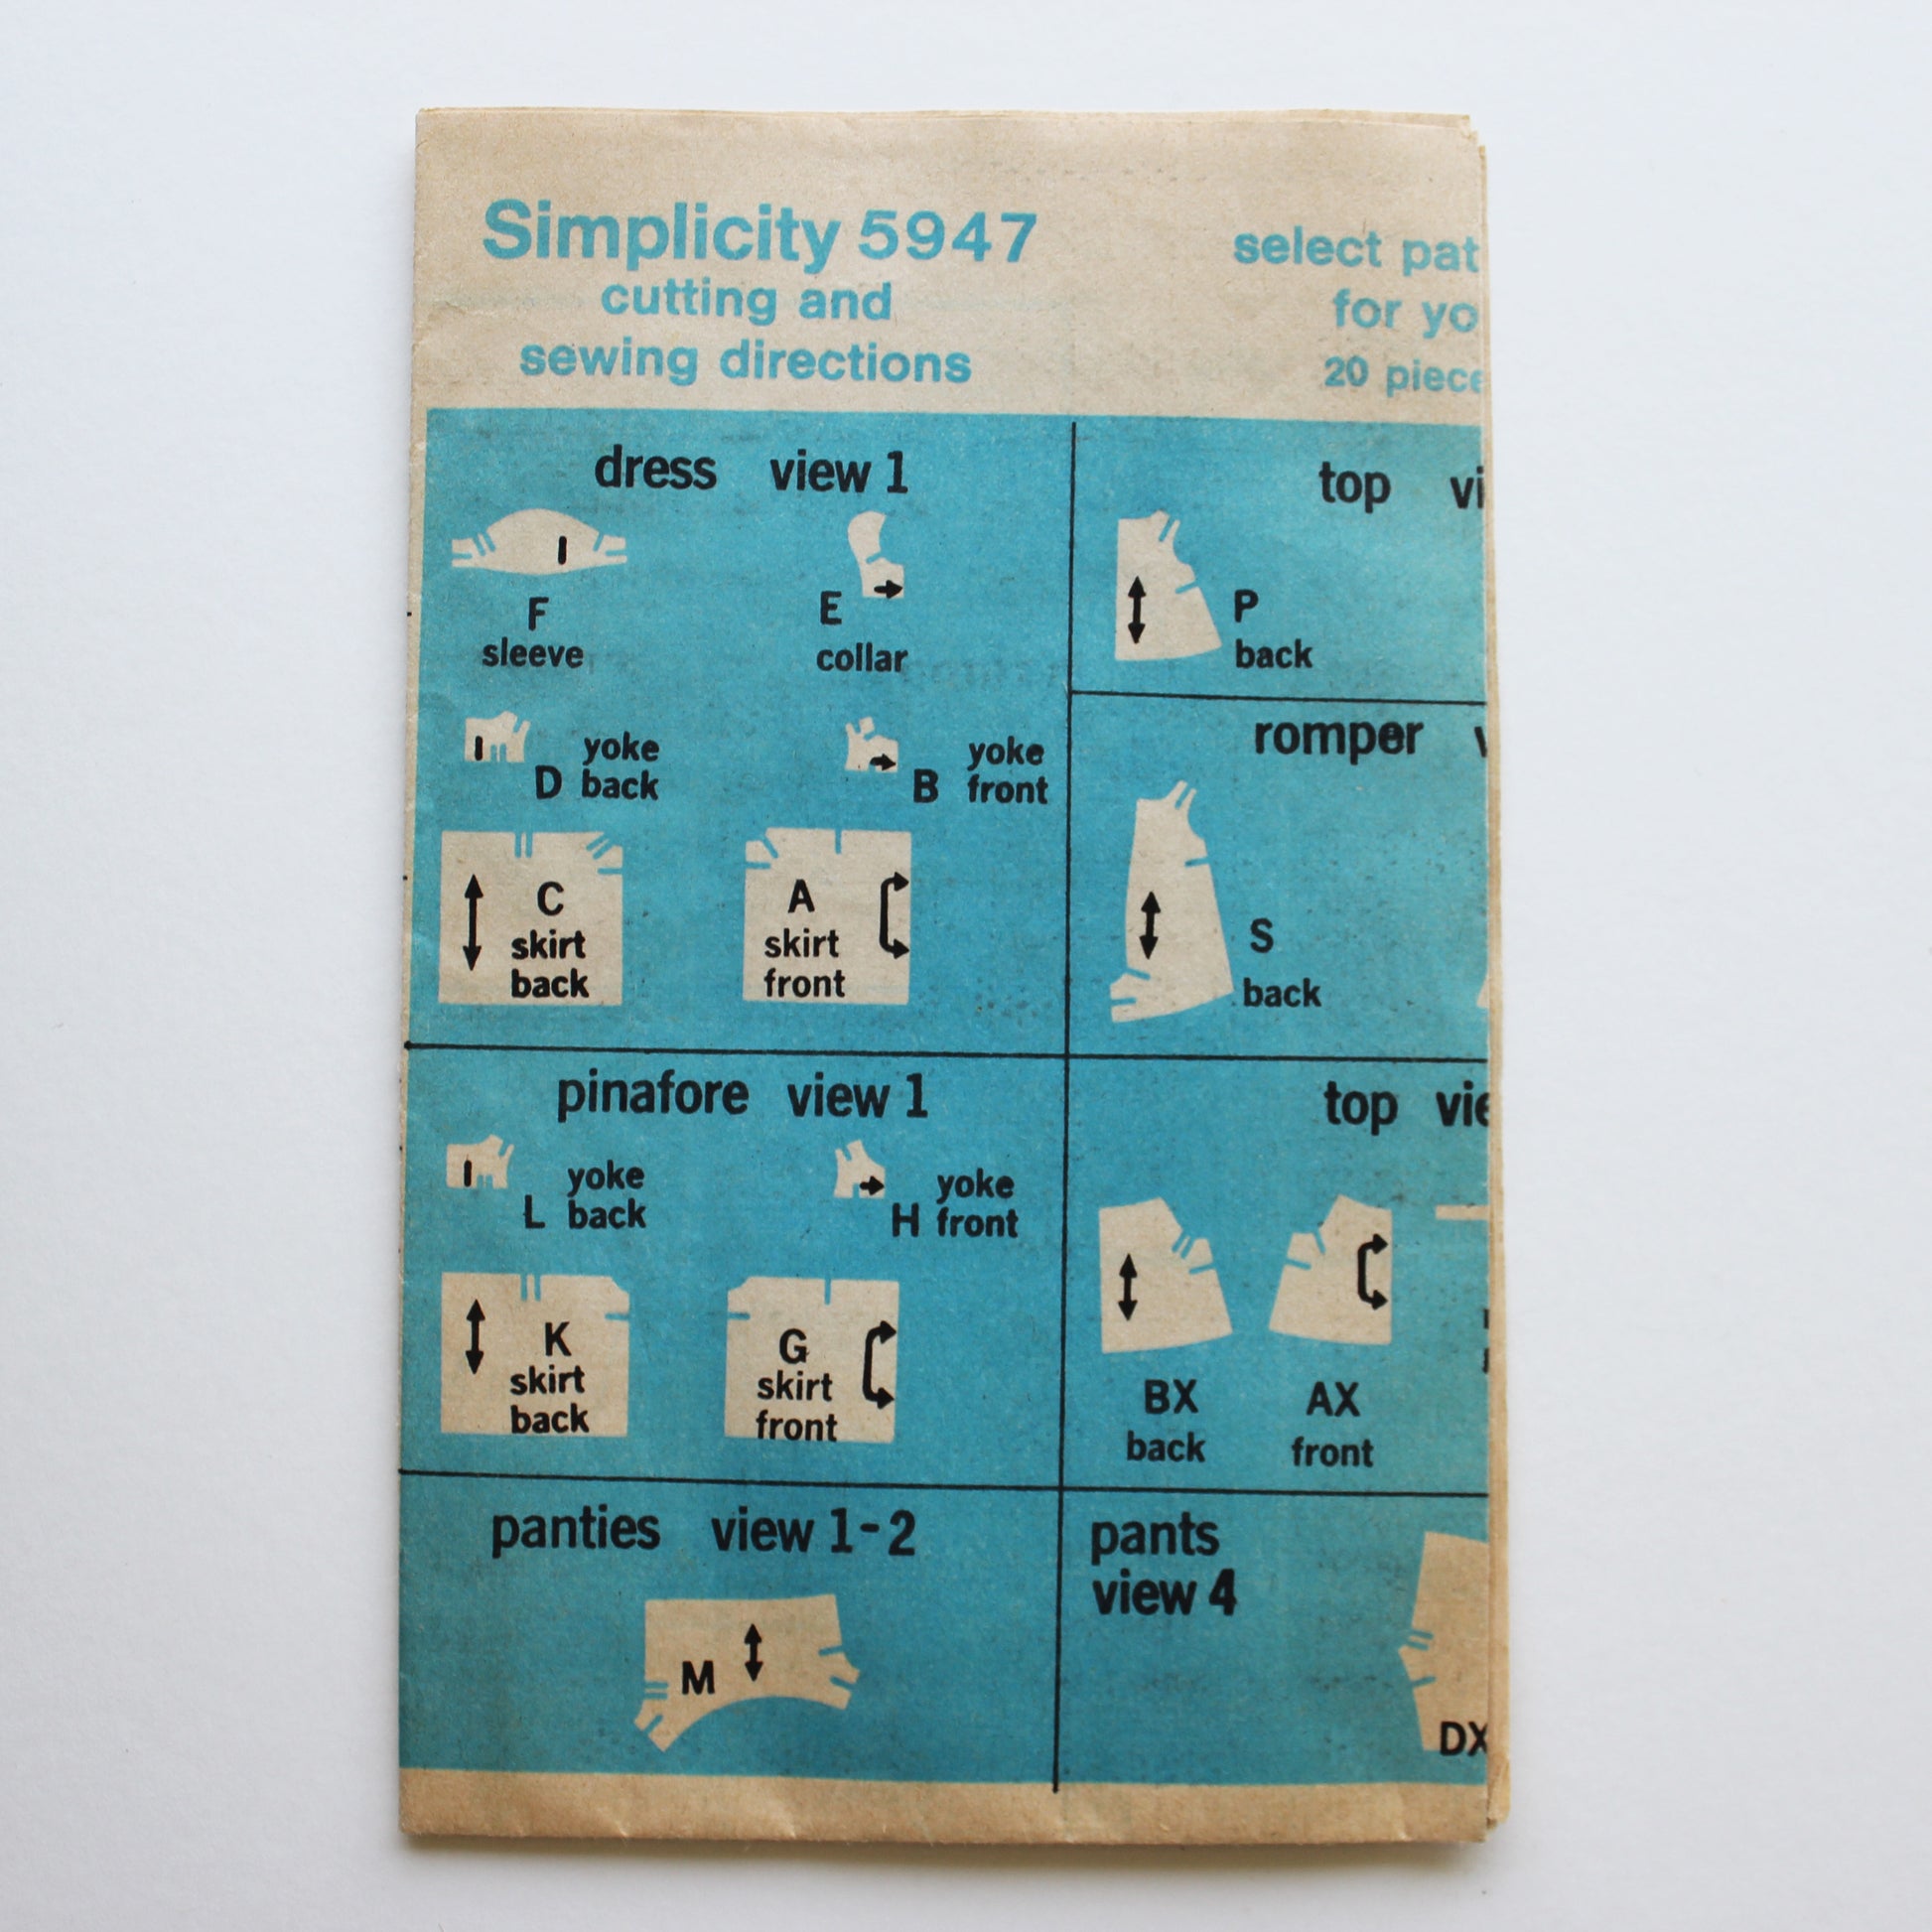 Simplicity 5947
cutting and
sewing directions
select pat
for yo
20 piece
dress view 1
F
sleeve
E
collar
D yoke back
B yoke front
C
skirt
back
A
skirt
front
pinafore view 1
L yoke back
H yoke front
K
skirt
back
G
skirt
front
panties view 1-2
M
top vi
P
back
romper
S
back
top vie
BX
back
AX
front
pants
view 4
DX